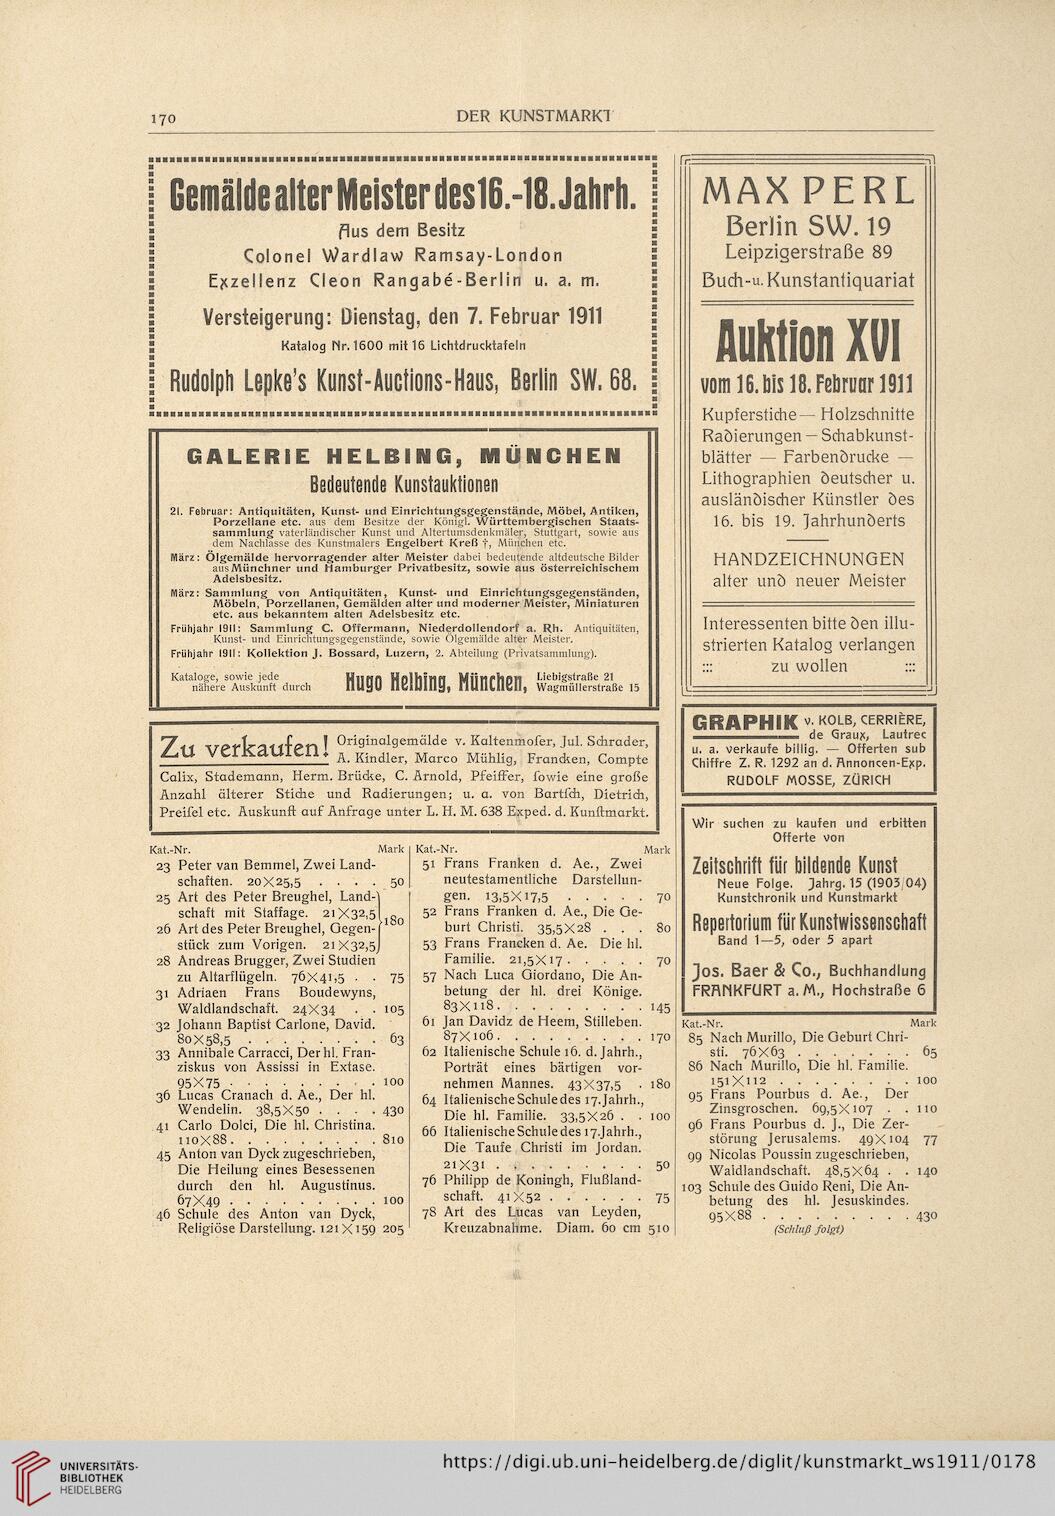 170
DER KUNSTMARKT
Gemälde alter Meister des 16.-18. Jahrh.
Aus dem Besitz
Colonel Wardlaw Ramsay-London
Exzellenz Cleon Rangabé-Berlin u. a. m.
Versteigerung: Dienstag, den 7. Februar 1911
Katalog Nr. 1600 mit 16 Lichtdrucktafeln
Rudolph Lepke's Kunst-Auctions-Haus, Berlin SW. 68.
GALERIE HELBING, MÜNCHEN
Bedeutende Kunstauktionen
21. Februar: Antiquitäten, Kunst- und Einrichtungsgegenstände, Möbel, Antiken,
Porzellane etc. aus dem Besitze der Königl. Württembergischen Staats-
sammlung vaterländischer Kunst und Altertumsdenkmäler, Stuttgart, sowie aus
dem Nachlasse des Kunstmalers Engelbert Kreß †, München etc.
März: Ölgemälde hervorragender alter Meister dabei bedeutende altdeutsche Bilder
aus Münchner und Hamburger Privatbesitz, sowie aus österreichischem
Adelsbesitz.
März: Sammlung von Antiquitäten, Kunst- und Einrichtungsgegenständen,
Möbeln, Porzellanen, Gemälden alter und moderner Meister, Miniaturen
etc. aus bekanntem alten Adelsbesitz etc.
Frühjahr 1911: Sammlung C. Offermann, Niederdollendorf a. Rh. Antiquitäten,
Kunst- und Einrichtungsgegenstände, sowie Ölgemälde alter Meister.
Frühjahr 1911: Kollektion J. Bossard, Luzern, 2. Abteilung (Privatsammlung).
Kataloge, sowie jede
nähere Auskunft durch
Hugo Helbing, München,
Liebigstraße 21
Wagmüllerstraße 15
Zu verkaufen! Originalgemälde v. Kaltenmoser, Jul. Schrader,
A. Kindler, Marco Mühlig, Francken, Compte
Calix, Stademann, Herm. Brücke, C. Arnold, Pfeiffer, sowie eine große
Anzahl älterer Stiche und Radierungen; u. a. von Bartsch, Dietrich,
Preisel etc. Auskunft auf Anfrage unter L. H. M. 638 Exped. d. Kunstmarkt.
Kat.-Nr. Mark
23 Peter van Bemmel, Zwei Land-
schaften. 20×25,5 . . . . 50
25 Art des Peter Breughel, Land-
schaft mit Staffage. 21×32,5
26 Art des Peter Breughel, Gegen-
stück zum Vorigen. 21×32,5
180
28 Andreas Brugger, Zwei Studien
zu Altarflügeln. 76×41,5 . . 75
31 Adriaen Frans Boudewyns,
Waldlandschaft. 24×34 . . 105
32 Johann Baptist Carlone, David.
80×58,5 . . . . . . . . 63
33 Annibale Carracci, Der hl. Fran-
ziskus von Assissi in Extase.
95×75 . . . . . . . . . 100
36 Lucas Cranach d. Ae., Der hl.
Wendelin. 38,5×50 . . . . 430
41 Carlo Dolci, Die hl. Christina.
110×88 . . . . . . . . . 810
45 Anton van Dyck zugeschrieben,
Die Heilung eines Besessenen
durch den hl. Augustinus.
67×49 . . . . . . . . . 100
46 Schule des Anton van Dyck,
Religiöse Darstellung. 121×159 205
Kat.-Nr. Mark
51 Frans Franken d. Ae., Zwei
neutestamentliche Darstellun-
gen. 13,5×17,5 . . . . . 70
52 Frans Franken d. Ae., Die Ge-
burt Christi. 35,5×28 . . . 80
53 Frans Francken d. Ae. Die hl.
Familie. 21,5×17 . . . . . 70
57 Nach Luca Giordano, Die An-
betung der hl. drei Könige.
83×118 . . . . . . . . . 145
61 Jan Davidz de Heem, Stilleben.
87×106 . . . . . . . . . 170
62 Italienische Schule 16. d. Jahrh.,
Porträt eines bärtigen vor-
nehmen Mannes. 43×37,5 . 180
64 Italienische Schule des 17. Jahrh.,
Die hl. Familie. 33,5×26 . . 100
66 Italienische Schule des 17. Jahrh.,
Die Taufe Christi im Jordan.
21×31 . . . . . . . . . 50
76 Philipp de Koningh, Flußland-
schaft. 41×52 . . . . . . 75
78 Art des Lucas van Leyden,
Kreuzabnahme. Diam. 60 cm 510
MAX PERL
Berlin SW. 19
Leipzigerstraße 89
Buch-u. Kunstantiquariat
Auktion XVI
vom 16. bis 18. Februar 1911
Kupferstiche — Holzschnitte
Radierungen — Schabkunst-
blätter — Farbendrucke —
Lithographien deutscher u.
ausländischer Künstler des
16. bis 19. Jahrhunderts
HANDZEICHNUNGEN
alter und neuer Meister
Interessenten bitte den illu-
strierten Katalog verlangen
::: zu wollen :::
GRAPHIK v. KOLB, CERRIÈRE,
de Graux, Lautrec
u. a. verkaufe billig. — Offerten sub
Chiffre Z. R. 1292 an d. Annoncen-Exp.
RUDOLF MOSSE, ZÜRICH
Wir suchen zu kaufen und erbitten
Offerte von
Zeitschrift für bildende Kunst
Neue Folge. Jahrg. 15 (1903/04)
Kunstchronik und Kunstmarkt
Repertorium für Kunstwissenschaft
Band 1—5, oder 5 apart
Jos. Baer & Co., Buchhandlung
FRANKFURT a. M., Hochstraße 6
Kat.-Nr. Mark
85 Nach Murillo, Die Geburt Chri-
sti. 76×63 . . . . . . . 65
86 Nach Murillo, Die hl. Familie.
151×112 . . . . . . . . 100
95 Frans Pourbus d. Ae., Der
Zinsgroschen. 69,5×107 . . 110
96 Frans Pourbus d. J., Die Zer-
störung Jerusalems. 49×104 77
99 Nicolas Poussin zugeschrieben,
Waldlandschaft. 48,5×64 . . 140
103 Schule des Guido Reni, Die An-
betung des hl. Jesuskindes.
95×88 . . . . . . . . . 430
(Schluß folgt)
UNIVERSITÄTS-
BIBLIOTHEK
HEIDELBERG
https://digi.ub.uni-heidelberg.de/diglit/kunstmarkt_ws1911/0178